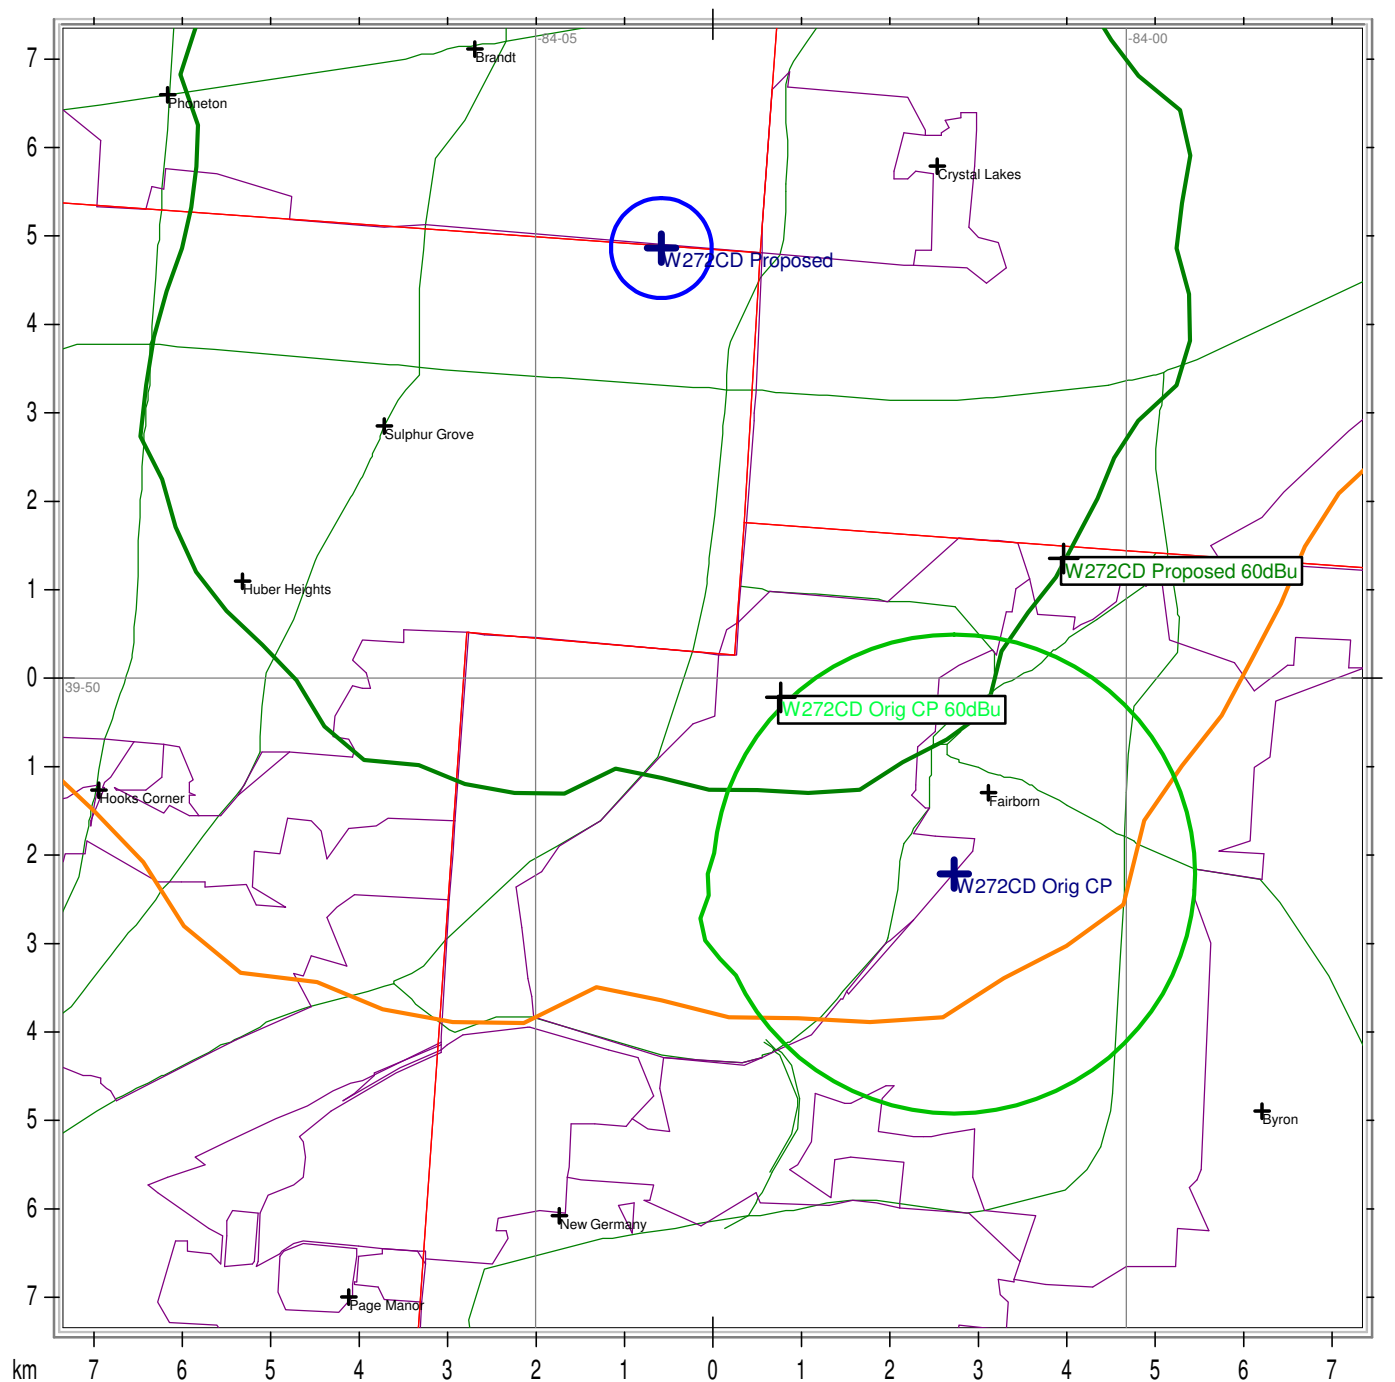 -84-05
-84-00
7
Brandt
Phoneton
6
Crystal Lakes
5
W272CD Proposed
4
3
Sulphur Grove
2
W272CD Proposed 60dBu
1
Huber Heights
0
39-50
W272CD Orig CP 60dBu
1
Hooks Corner
Fairborn
2
W272CD Orig CP
3
4
5
Byron
6
New Germany
7
Page Manor
km 7 6 5 4 3 2 1 0 1 2 3 4 5 6 7